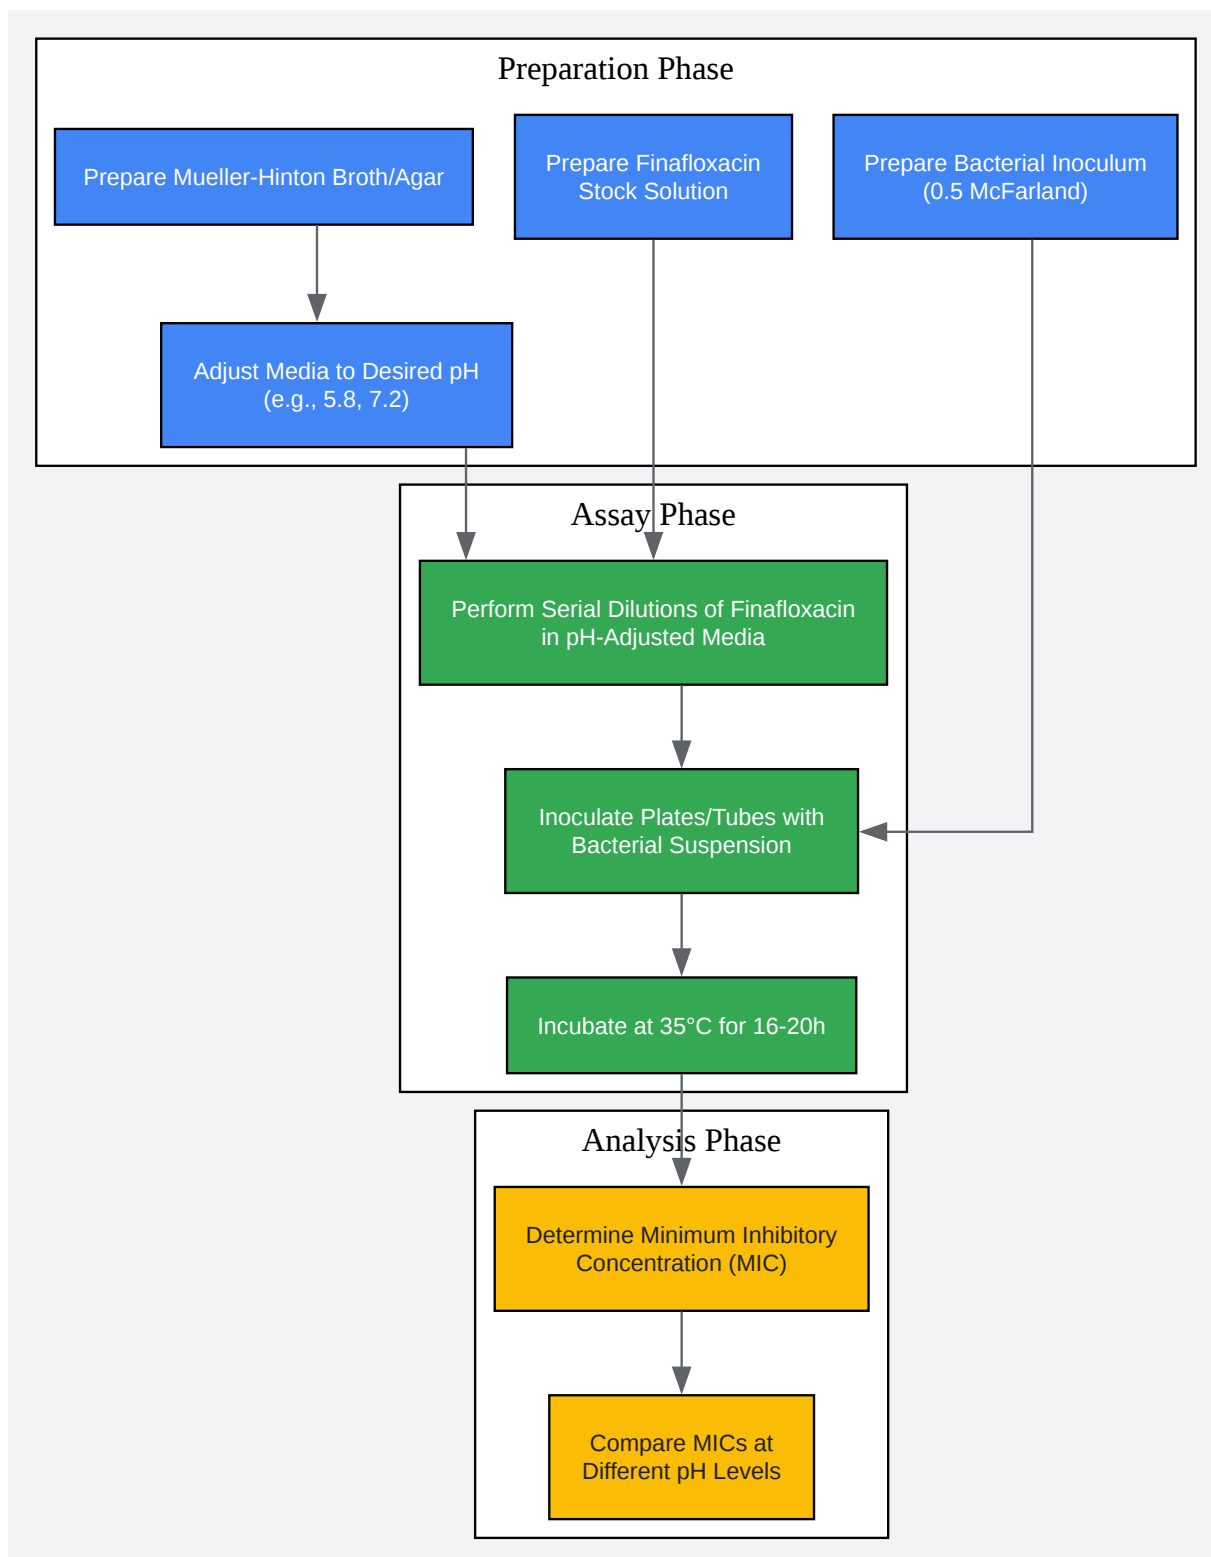 Preparation Phase
Prepare Mueller-Hinton Broth/Agar
Prepare Finafloxacin
Stock Solution
Prepare Bacterial Inoculum
(0.5 McFarland)
Adjust Media to Desired pH
(e.g., 5.8, 7.2)
Assay Phase
Perform Serial Dilutions of Finafloxacin
in pH-Adjusted Media
Inoculate Plates/Tubes with
Bacterial Suspension
Incubate at 35°C for 16-20h
Analysis Phase
Determine Minimum Inhibitory
Concentration (MIC)
Compare MICs at
Different pH Levels